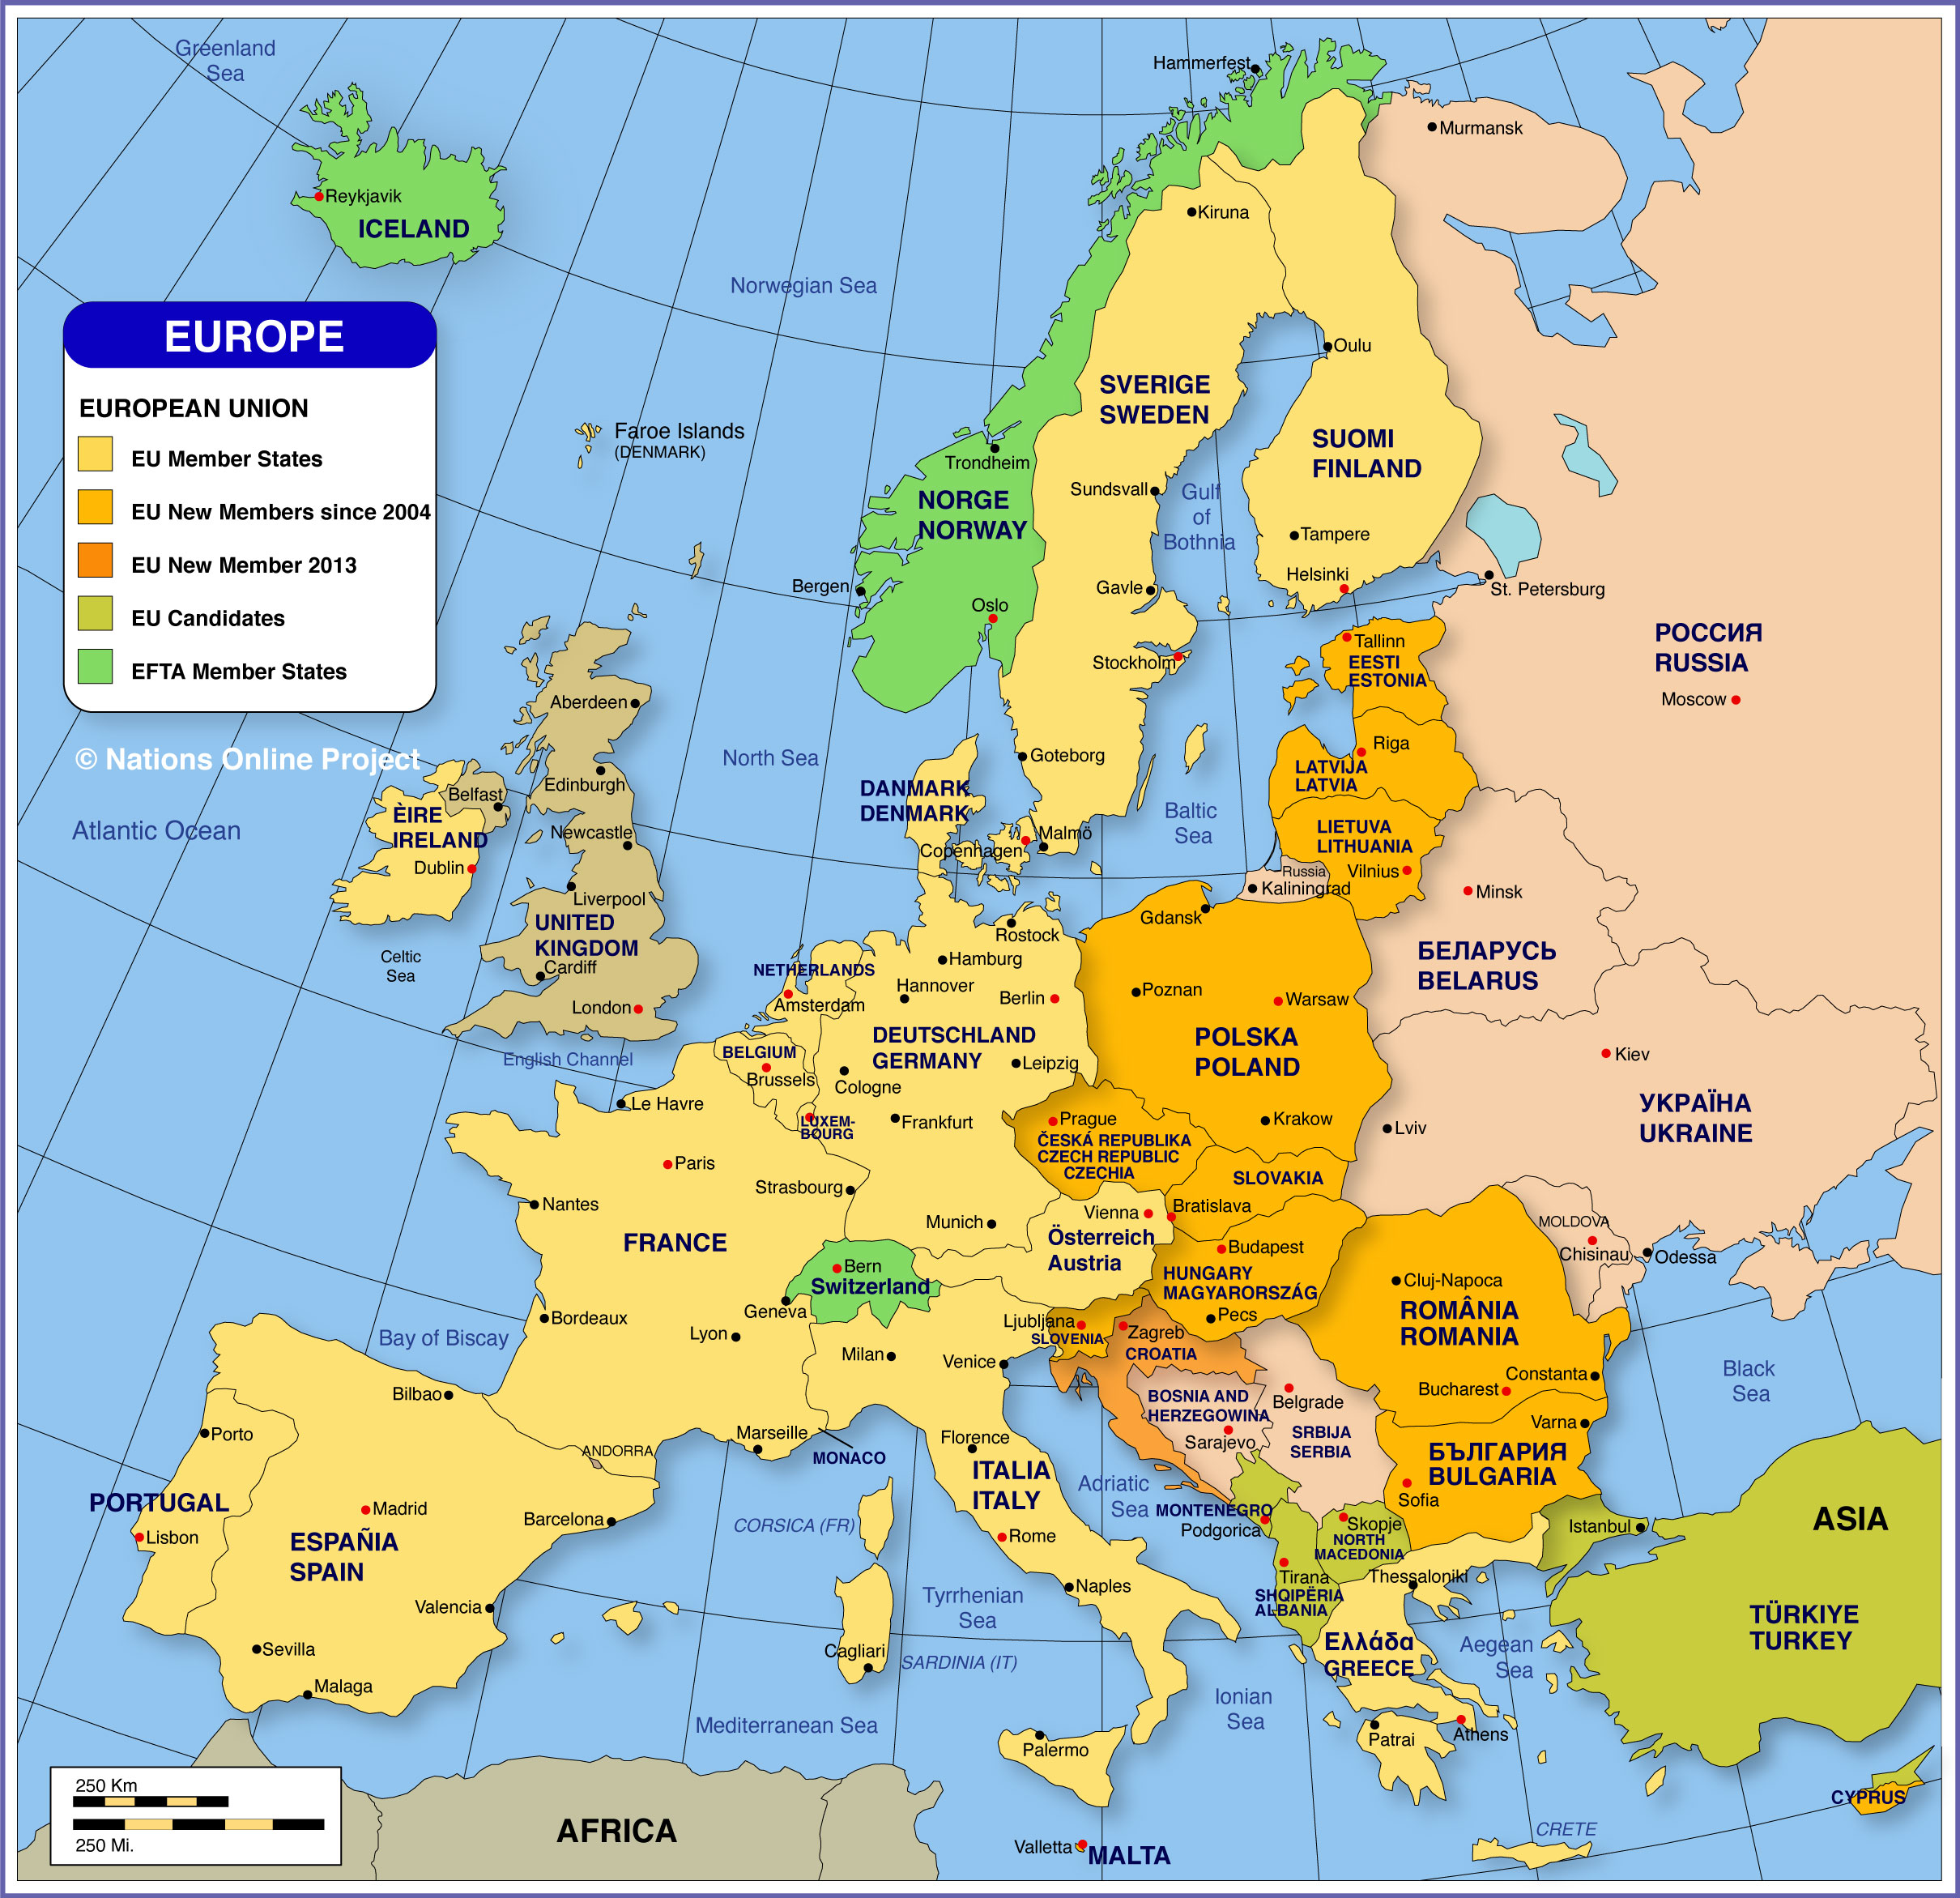 Greenland
Sea
Hammerfest
Murmansk
Reykjavik
ICELAND
Kiruna
Norwegian Sea
EUROPE
EUROPEAN UNION
EU Member States
EU New Members since 2004
EU New Member 2013
EU Candidates
EFTA Member States
© Nations Online Project
Oulu
SVERIGE
SWEDEN
SUOMI
FINLAND
Faroe Islands
(DENMARK)
Trondheim
NORGE
NORWAY
Sundsvall
Gulf
of
Bothnia
Tampere
Bergen
Gavle
Helsinki
St. Petersburg
Oslo
Stockholm
Tallinn
EESTI
ESTONIA
РОССИЯ
RUSSIA
Moscow
Aberdeen
North Sea
Goteborg
Riga
LATVIJA
LATVIA
Edinburgh
DANMARK
DENMARK
Baltic
Sea
Belfast
ÈIRE
IRELAND
Atlantic Ocean
Newcastle
Malmö
Copenhagen
LIETUVA
LITHUANIA
Dublin
Russia
Vilnius
Kaliningrad
Minsk
Liverpool
UNITED
KINGDOM
Gdansk
Rostock
Celtic
Sea
Cardiff
NETHERLANDS
Hamburg
БЕЛАРУСЬ
BELARUS
London
Amsterdam
Hannover
Berlin
Poznan
Warsaw
English Channel
BELGIUM
Brussels
DEUTSCHLAND
GERMANY
Leipzig
Cologne
POLSKA
POLAND
Kiev
Le Havre
LUXEM-
BOURG
Frankfurt
Prague
Krakow
Lviv
УКРАЇНА
UKRAINE
ČESKÁ REPUBLIKA
CZECH REPUBLIC
CZECHIA
Paris
Strasbourg
SLOVAKIA
Nantes
Munich
Vienna
Bratislava
FRANCE
Österreich
Austria
MOLDOVA
Chisinau
Odessa
Bern
Switzerland
Budapest
HUNGARY
MAGYARORSZÁG
Cluj-Napoca
Geneva
Bordeaux
Lyon
Pecs
ROMÂNIA
ROMANIA
Bay of Biscay
Milan
Venice
Ljubljana
SLOVENIA
Zagreb
CROATIA
Constanta
Bucharest
Black
Sea
Bilbao
BOSNIA AND
HERZEGOWINA
Sarajevo
Belgrade
SRBIJA
SERBIA
Varna
Porto
ANDORRA
Marseille
MONACO
Florence
ITALIA
ITALY
БЪЛГАРИЯ
BULGARIA
Sofia
Adriatic
Sea
PORTUGAL
Lisbon
Madrid
ESPAÑIA
SPAIN
Barcelona
CORSICA (FR)
Rome
MONTENEGRO
Podgorica
Skopje
NORTH
MACEDONIA
Istanbul
ASIA
Tirana
SHQIPËRIA
ALBANIA
Thessaloniki
Naples
Valencia
Tyrrhenian
Sea
TÜRKIYE
TURKEY
Sevilla
Cagliari
SARDINIA (IT)
Ελλάδα
GREECE
Aegean
Sea
Malaga
Mediterranean Sea
Ionian
Sea
Palermo
Patrai
Athens
250 Km
250 Mi.
AFRICA
Valletta
MALTA
CRETE
CYPRUS